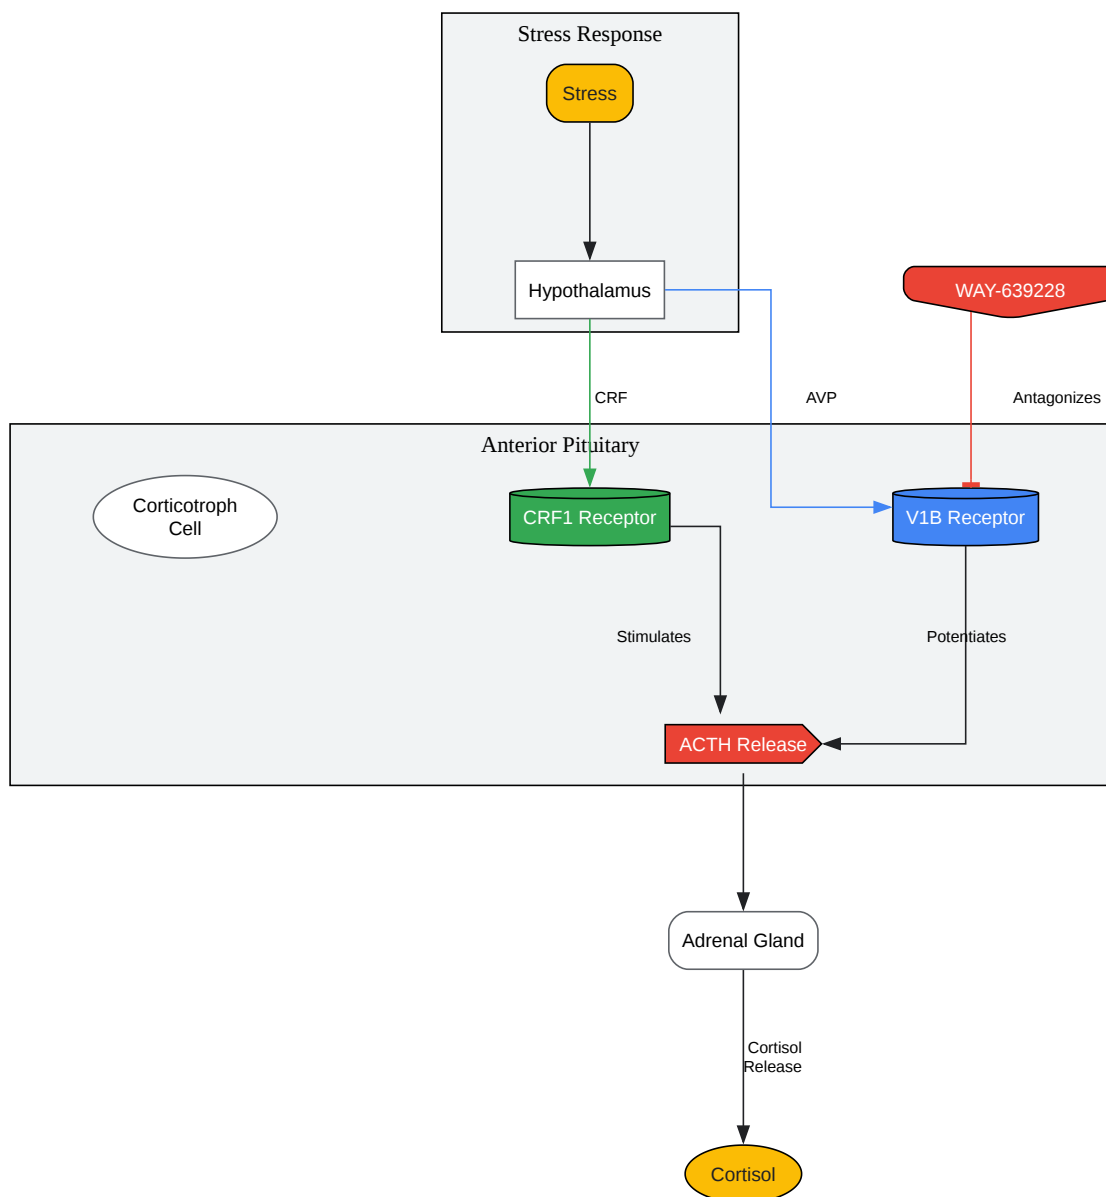 Stress Response
Stress
Hypothalamus
WAY-639228
CRF
AVP
Antagonizes
Anterior Pituitary
Corticotroph
Cell
CRF1 Receptor
V1B Receptor
Stimulates
Potentiates
ACTH Release
Adrenal Gland
Cortisol
Release
Cortisol